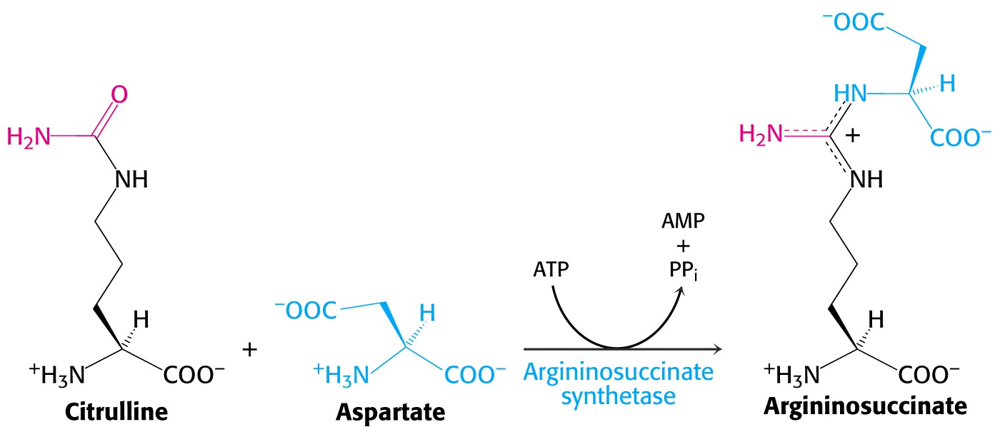 O
H₂N
NH
H
⁺H₃N
COO⁻
Citrulline
+
⁻OOC
H
⁺H₃N
COO⁻
Aspartate
ATP
AMP
+
PPᵢ
Argininosuccinate
synthetase
⁻OOC
HN
H
H₂N
+
COO⁻
NH
H
⁺H₃N
COO⁻
Argininosuccinate